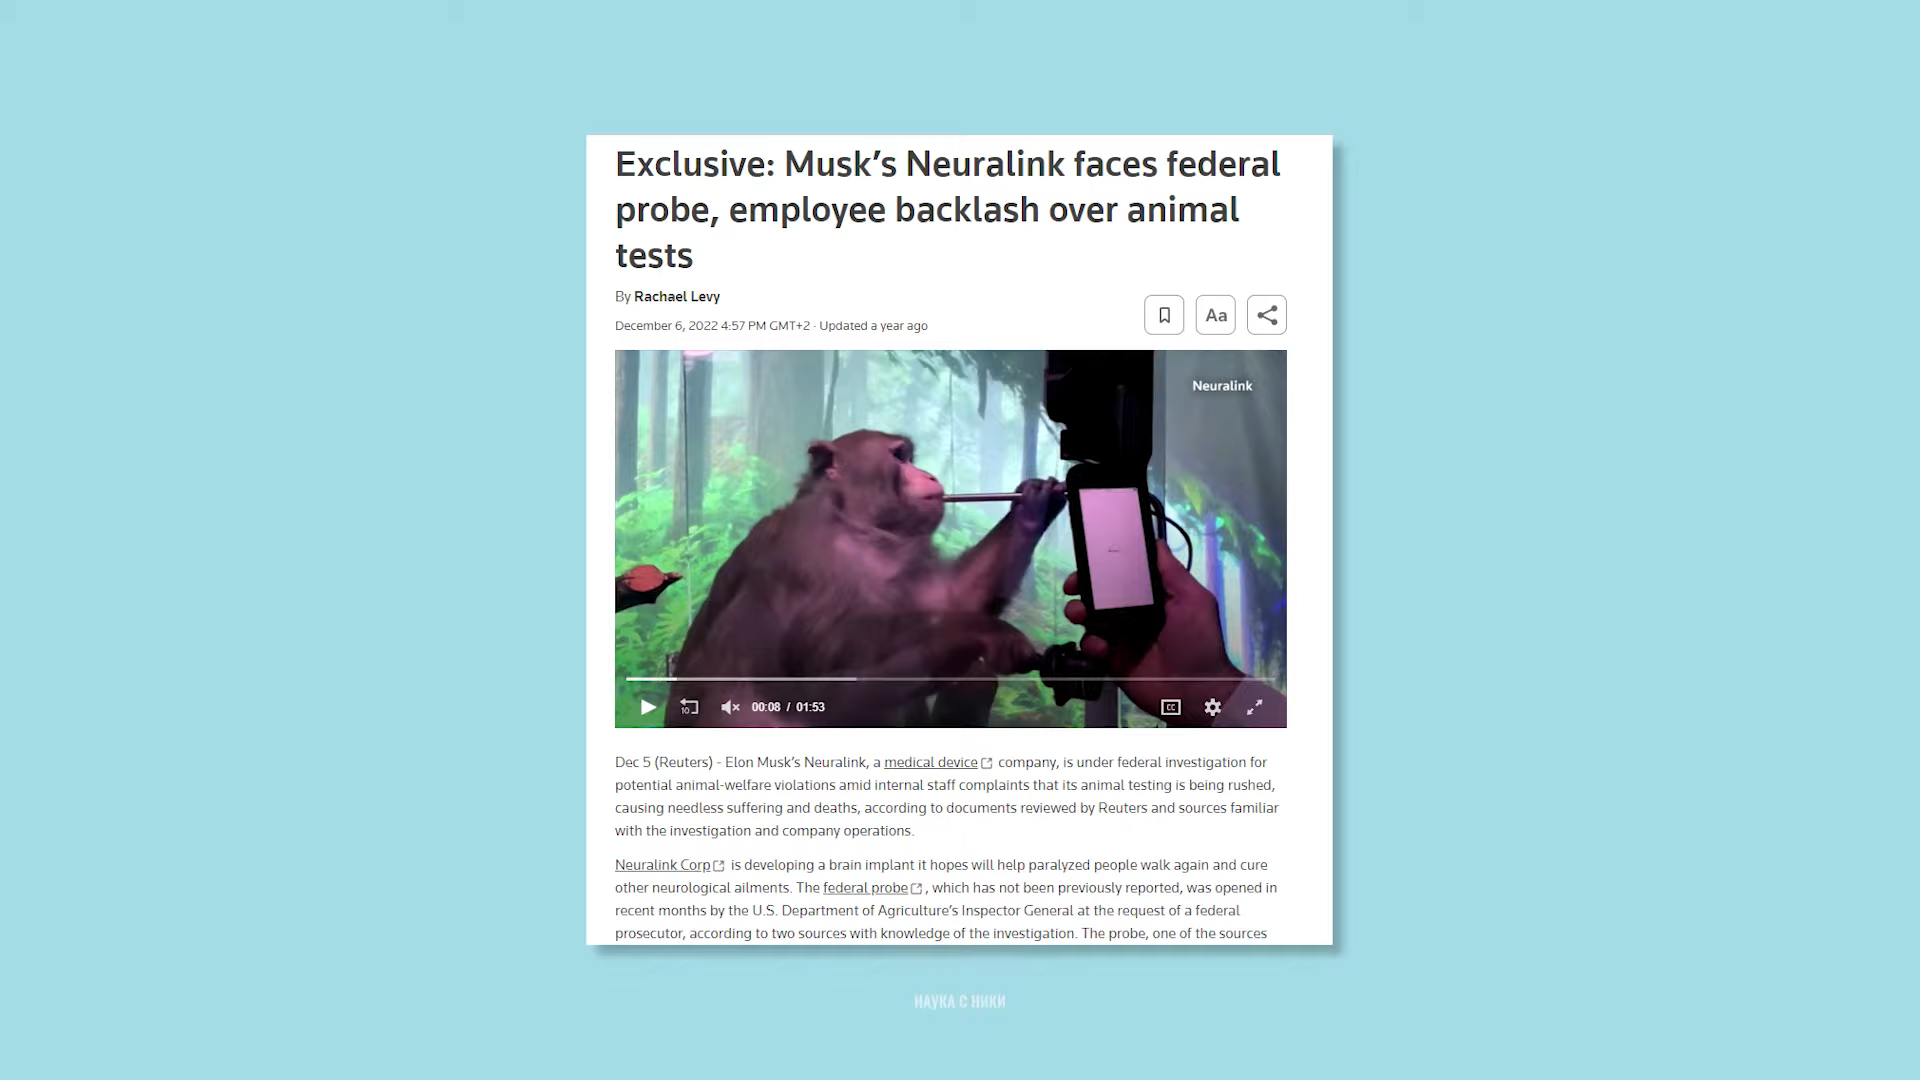 Exclusive: Musk’s Neuralink faces federal
probe, employee backlash over animal
tests
By Rachael Levy
December 6, 2022 4:57 PM GMT+2 · Updated a year ago
Aa
Neuralink
10
00:08 / 01:53
CC
Dec 5 (Reuters) - Elon Musk’s Neuralink, a medical device company, is under federal investigation for
potential animal-welfare violations amid internal staff complaints that its animal testing is being rushed,
causing needless suffering and deaths, according to documents reviewed by Reuters and sources familiar
with the investigation and company operations.
Neuralink Corp is developing a brain implant it hopes will help paralyzed people walk again and cure
other neurological ailments. The federal probe , which has not been previously reported, was opened in
recent months by the U.S. Department of Agriculture’s Inspector General at the request of a federal
prosecutor, according to two sources with knowledge of the investigation. The probe, one of the sources
НАУКА С НИКИ